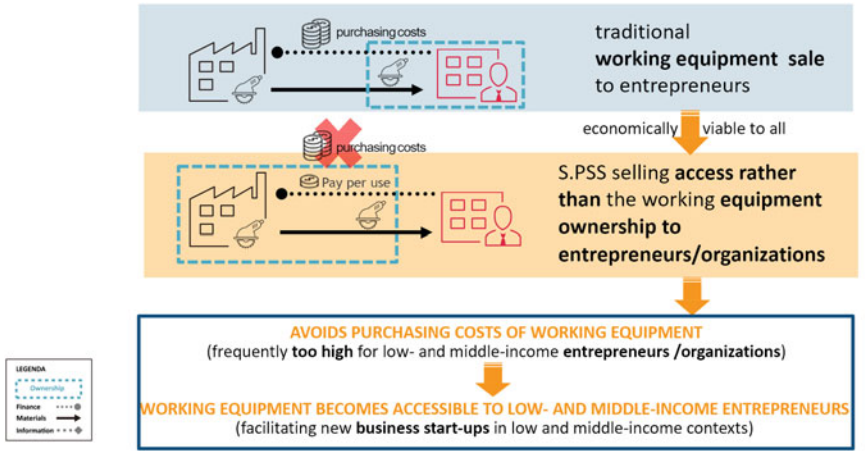 purchasing costs
traditional
working equipment sale
to entrepreneurs
economically viable to all
purchasing costs
Pay per use
S.PSS selling access rather
than the working equipment
ownership to
entrepreneurs/organizations
AVOIDS PURCHASING COSTS OF WORKING EQUIPMENT
(frequently too high for low- and middle-income entrepreneurs /organizations)
WORKING EQUIPMENT BECOMES ACCESSIBLE TO LOW- AND MIDDLE-INCOME ENTREPRENEURS
(facilitating new business start-ups in low and middle-income contexts)
LEGENDA
Ownership
Finance
Materials
Information